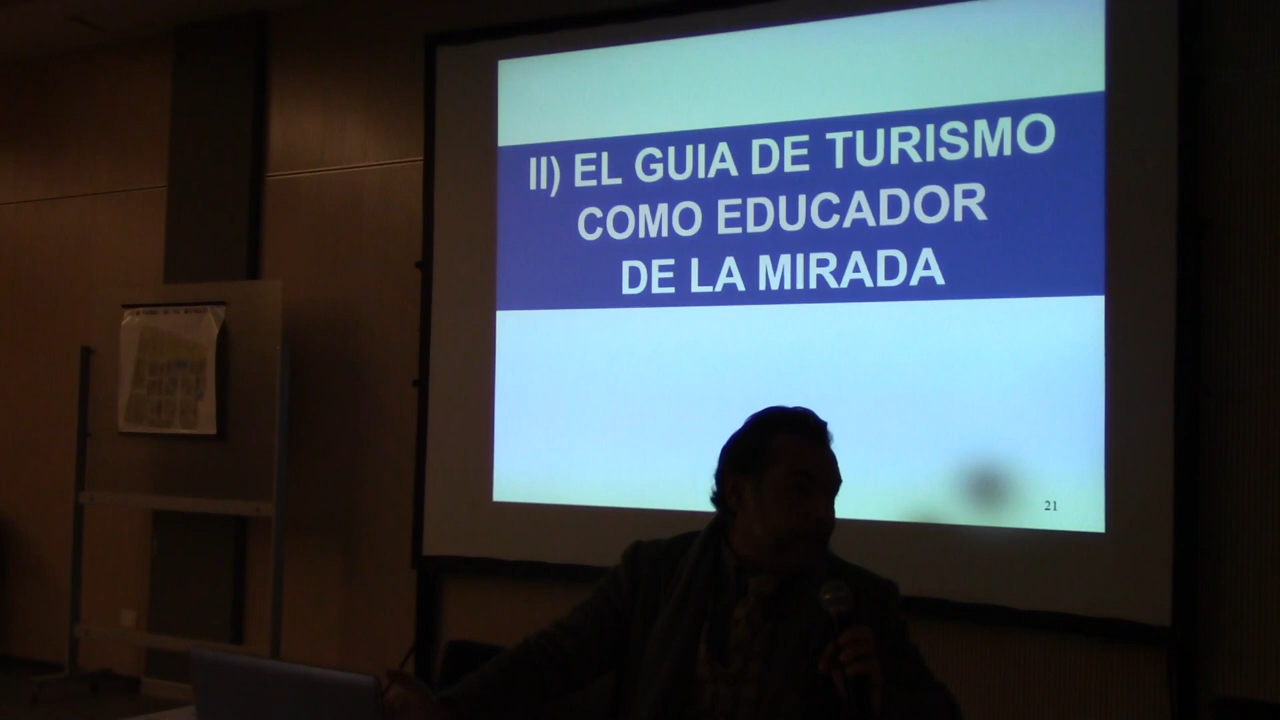 II) EL GUIA DE TURISMO
COMO EDUCADOR
DE LA MIRADA
21